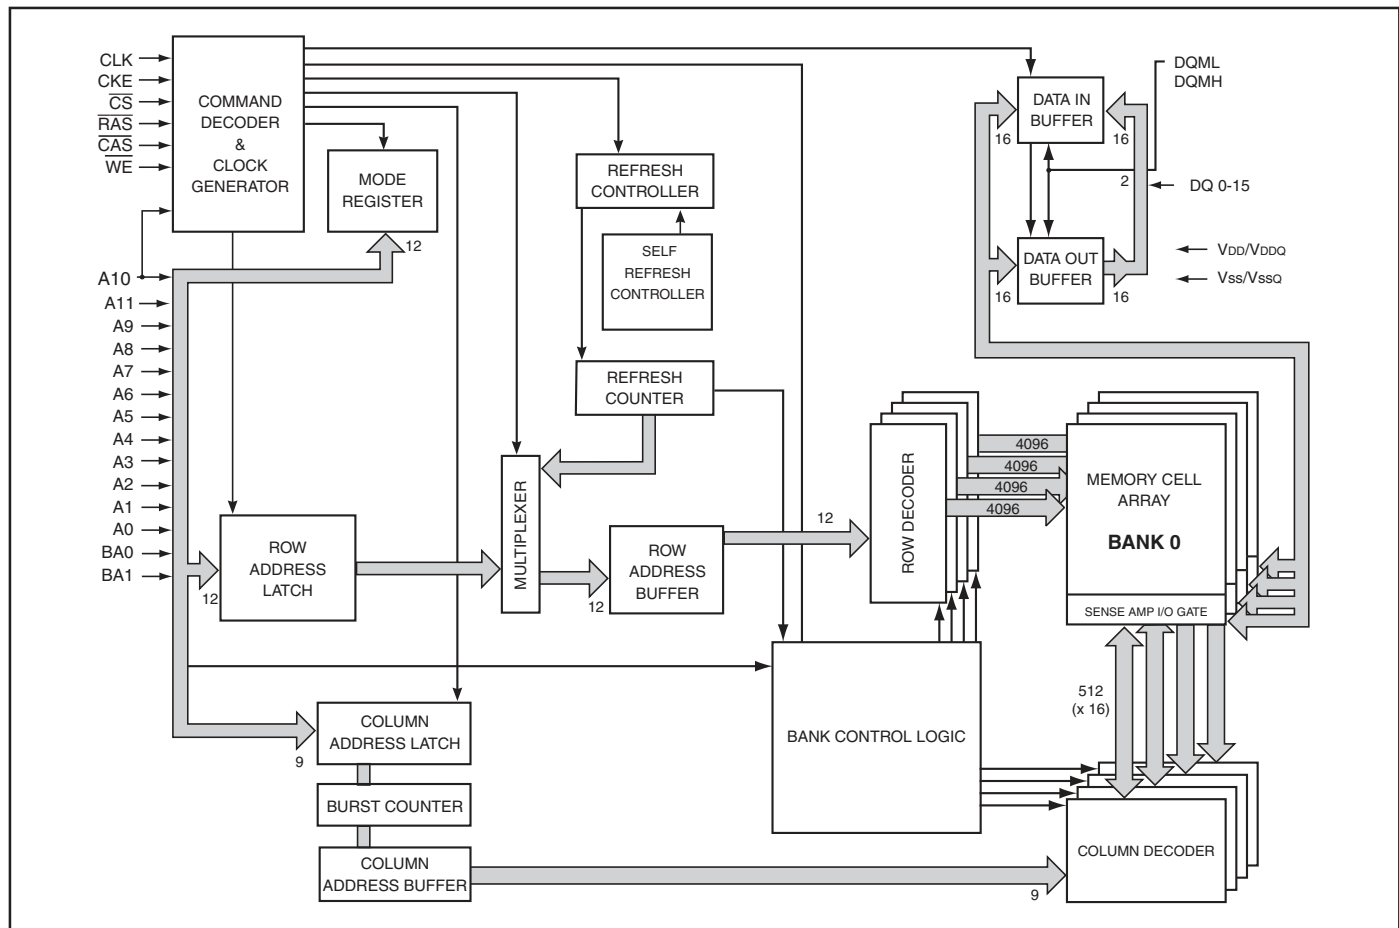 CLK
CKE
CS
RAS
CAS
WE
A10
A11
A9
A8
A7
A6
A5
A4
A3
A2
A1
A0
BA0
BA1
COMMAND
DECODER
&
CLOCK
GENERATOR
MODE
REGISTER
12
REFRESH
CONTROLLER
SELF
REFRESH
CONTROLLER
REFRESH
COUNTER
DATA IN
BUFFER
16
16
DQML
DQMH
2
DQ 0-15
DATA OUT
BUFFER
16
16
VDD/VDDQ
VSS/VSSQ
ROW
ADDRESS
LATCH
12
MULTIPLEXER
12
ROW
ADDRESS
BUFFER
12
ROW DECODER
4096
4096
4096
4096
MEMORY CELL
ARRAY
BANK 0
SENSE AMP I/O GATE
512
(x 16)
BANK CONTROL LOGIC
COLUMN
ADDRESS LATCH
9
BURST COUNTER
COLUMN
ADDRESS BUFFER
9
COLUMN DECODER